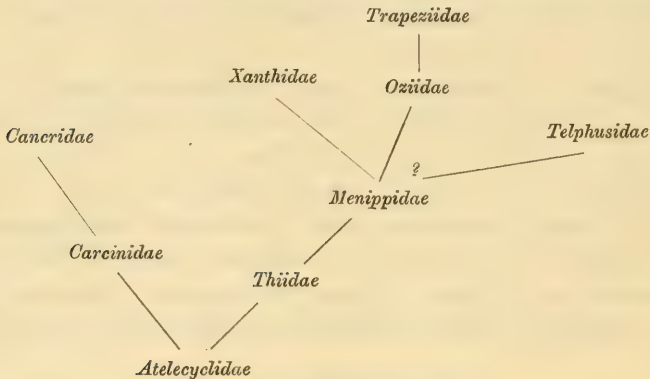 Trapeziidae
Xanthidae
Oziidae
Cancridae
Telphusidae
?
Menippidae
Carcinidae
Thiidae
Atelecyclidae